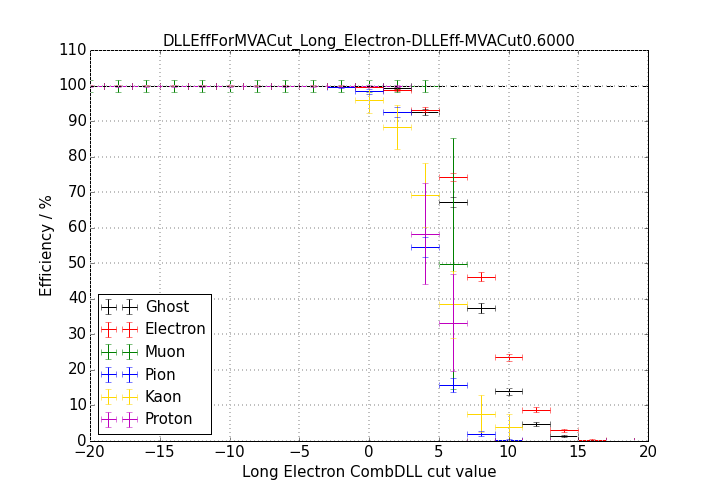 DLLEffForMVACut_Long_Electron-DLLEff-MVACut0.6000
110
100
90
80
70
60
50
40
30
20
10
0
Efficiency / %
Ghost
Electron
Muon
Pion
Kaon
Proton
−20 −15 −10 −5 0 5 10 15 20
Long Electron CombDLL cut value